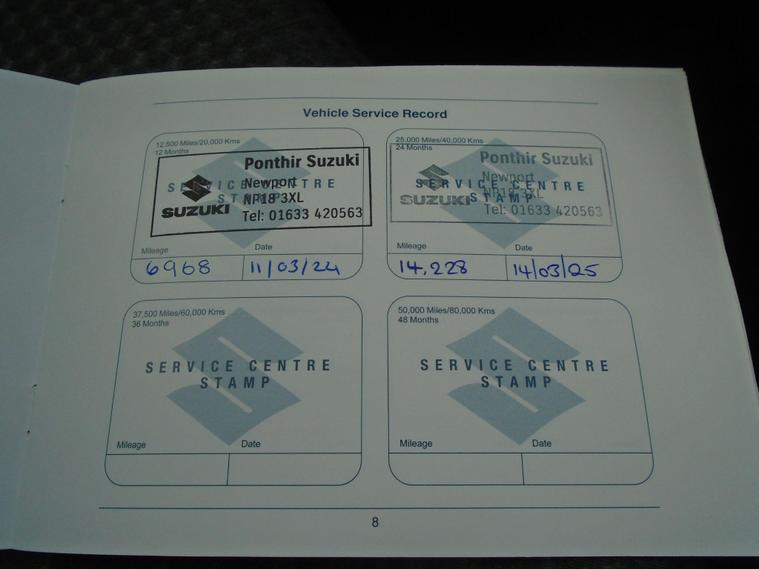 Vehicle Service Record
12,500 Miles/20,000 Kms
12 Months
Ponthir Suzuki
Newport
SERVICE CENTRE
STAMP
NP18 3XL
SUZUKI
Tel: 01633 420563
Mileage Date
6968 11/03/24
25,000 Miles/40,000 Kms
24 Months
Ponthir Suzuki
Newport
SERVICE CENTRE
STAMP
NP18 3XL
SUZUKI
Tel: 01633 420563
Mileage Date
14,228 14/03/25
37,500 Miles/60,000 Kms
36 Months
SERVICE CENTRE
STAMP
Mileage Date
50,000 Miles/80,000 Kms
48 Months
SERVICE CENTRE
STAMP
Mileage Date
8